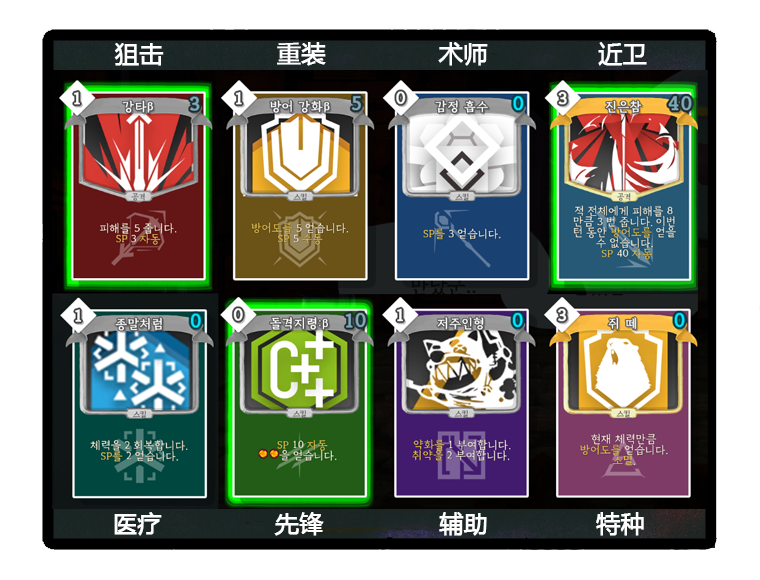 狙击 重装 术师 近卫
1 강타β 3
공격
피해를 5 줍니다.
SP 3 자동
1 방어 강화β 5
스킬
방어도를 5 얻습니다.
SP 5 수동
0 감정 흡수 0
스킬
SP를 3 얻습니다.
3 진은참 40
공격
적 전체에게 피해를 8
만큼 3 번 줍니다. 이번
턴 동안 방어도를 얻을
수 없습니다.
SP 40 자동
1 종말처럼 0
스킬
체력을 2 회복합니다.
SP를 2 얻습니다.
0 돌격지령:β 10
스킬
SP 10 자동
을 얻습니다.
1 저주인형 0
스킬
약화를 1 부여합니다.
취약을 2 부여합니다.
3 쥐 떼 0
스킬
현재 체력만큼
방어도를 얻습니다.
소멸.
医疗 先锋 辅助 特种